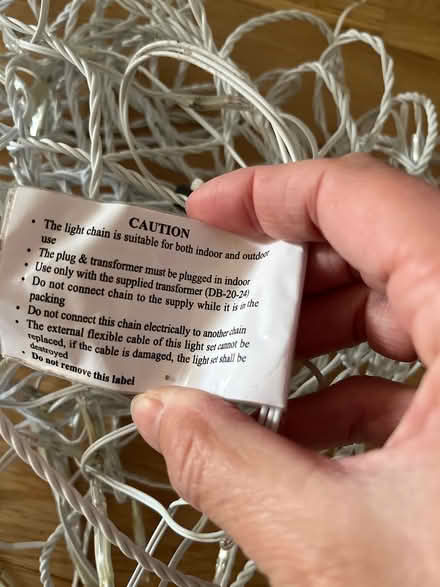 CAUTION
• The light chain is suitable for both indoor and outdoor
use
• The plug & transformer must be plugged in indoor
• Use only with the supplied transformer (DB-20-24)
• Do not connect chain to the supply while it is in the
packing
• Do not connect this chain electrically to another chain
• The external flexible cable of this light set cannot be
replaced, if the cable is damaged, the light set shall be
destroyed
• Do not remove this label